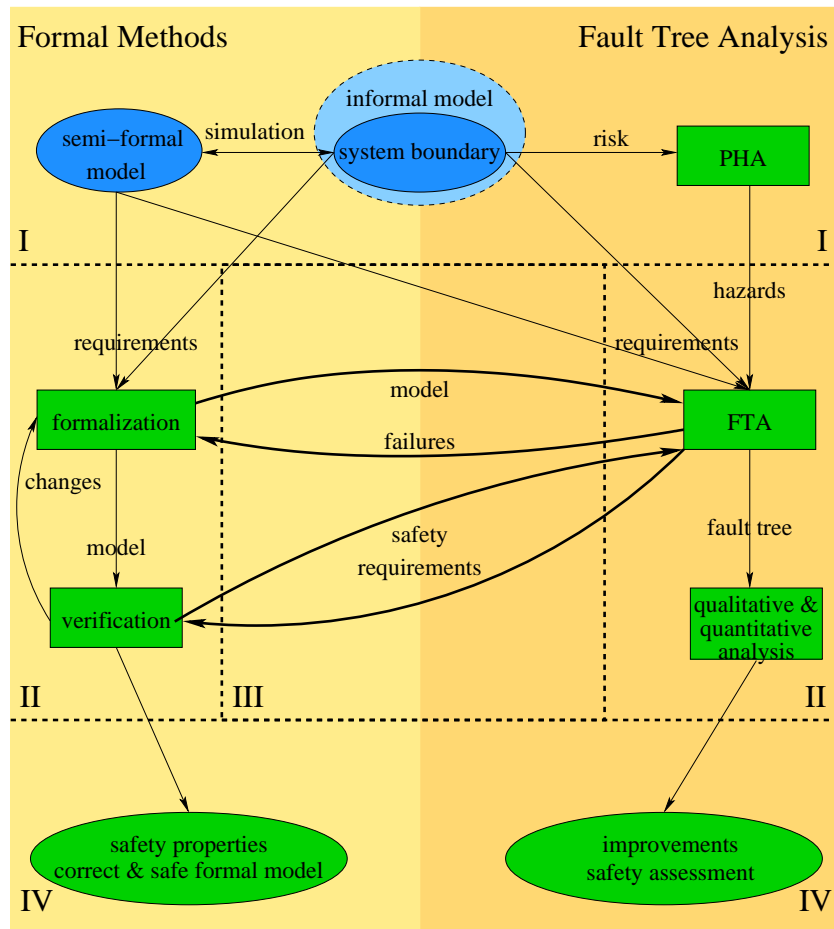 Formal Methods
Fault Tree Analysis
informal model
semi−formal
model
simulation
system boundary
risk
PHA
I
I
hazards
requirements
requirements
formalization
model
failures
FTA
changes
model
safety
requirements
fault tree
verification
qualitative &
quantitative
analysis
II
III
II
safety properties
correct & safe formal model
improvements
safety assessment
IV
IV